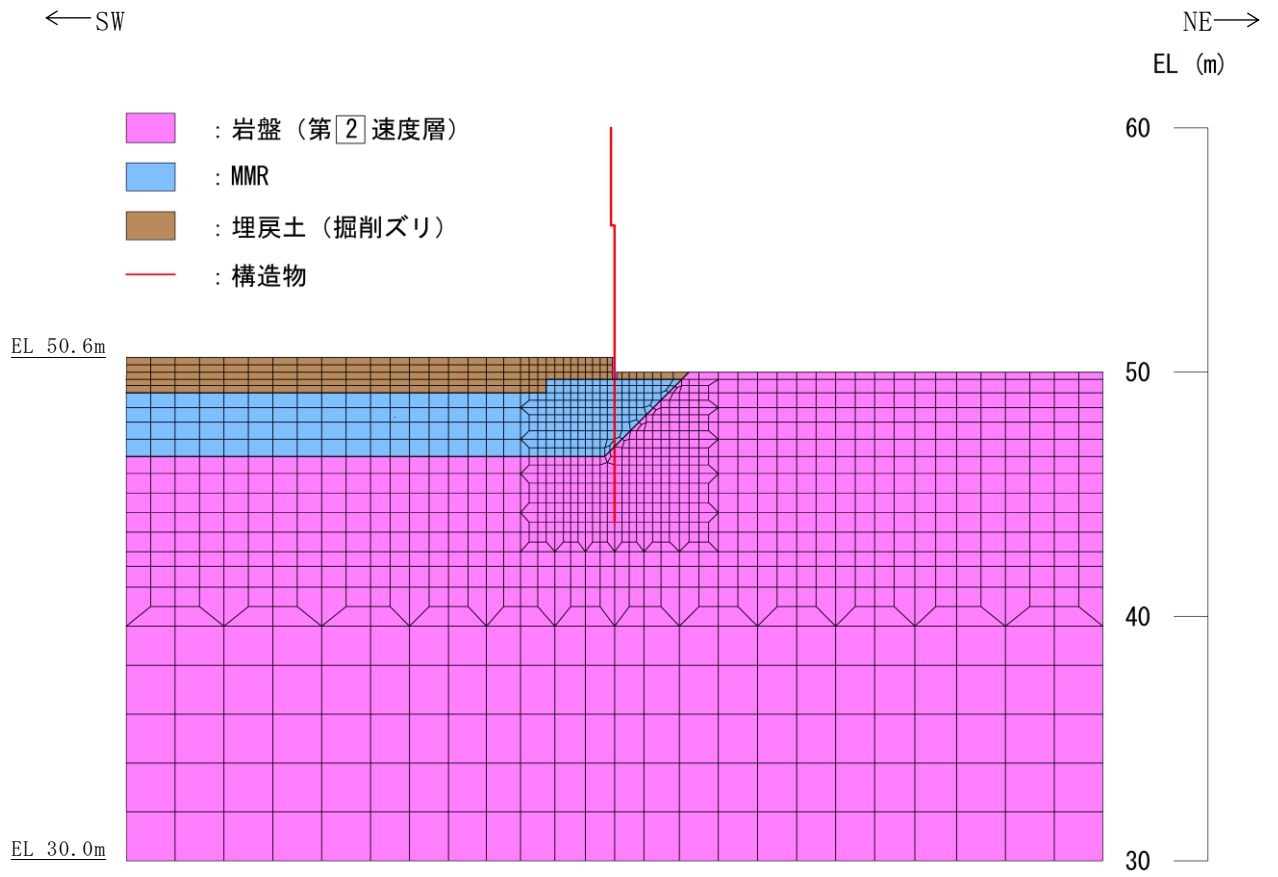 ←SW
NE→
EL (m)
：岩盤（第2速度層）
：MMR
：埋戻土（掘削ズリ）
：構造物
60
EL 50.6m
50
40
EL 30.0m
30